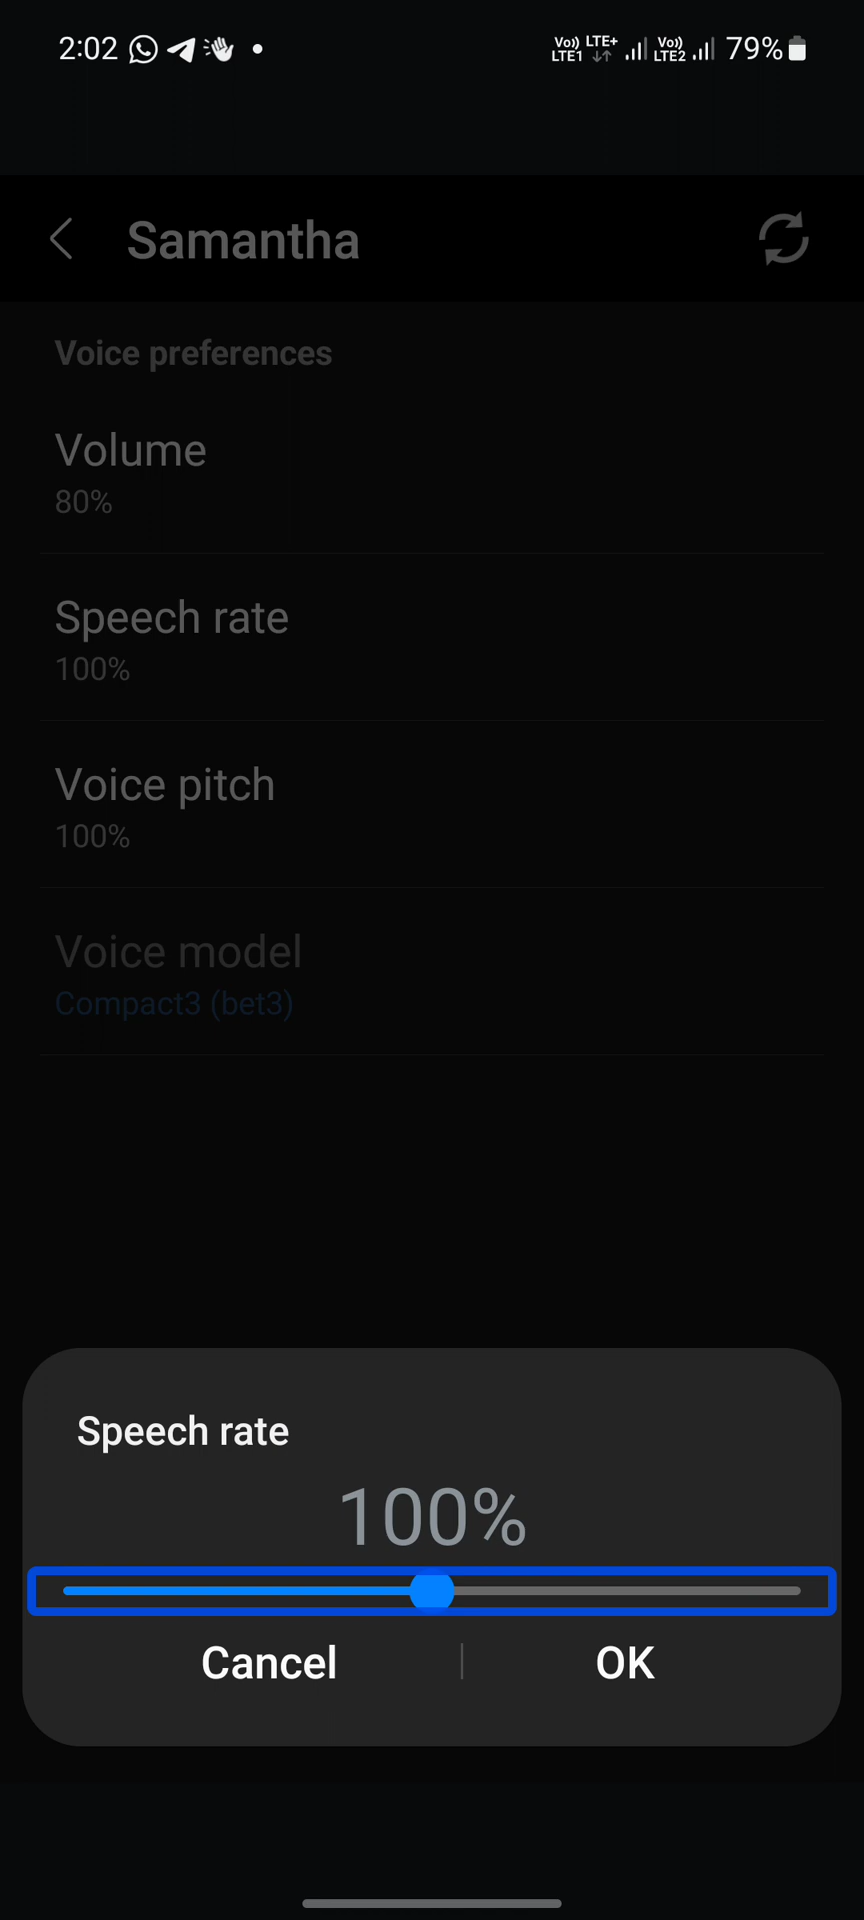 2:02
Vo)) LTE1 LTE+ Vo)) LTE2 79%
Samantha
Voice preferences
Volume
80%
Speech rate
100%
Voice pitch
100%
Voice model
Compact3 (bet3)
Speech rate
100%
Cancel
OK